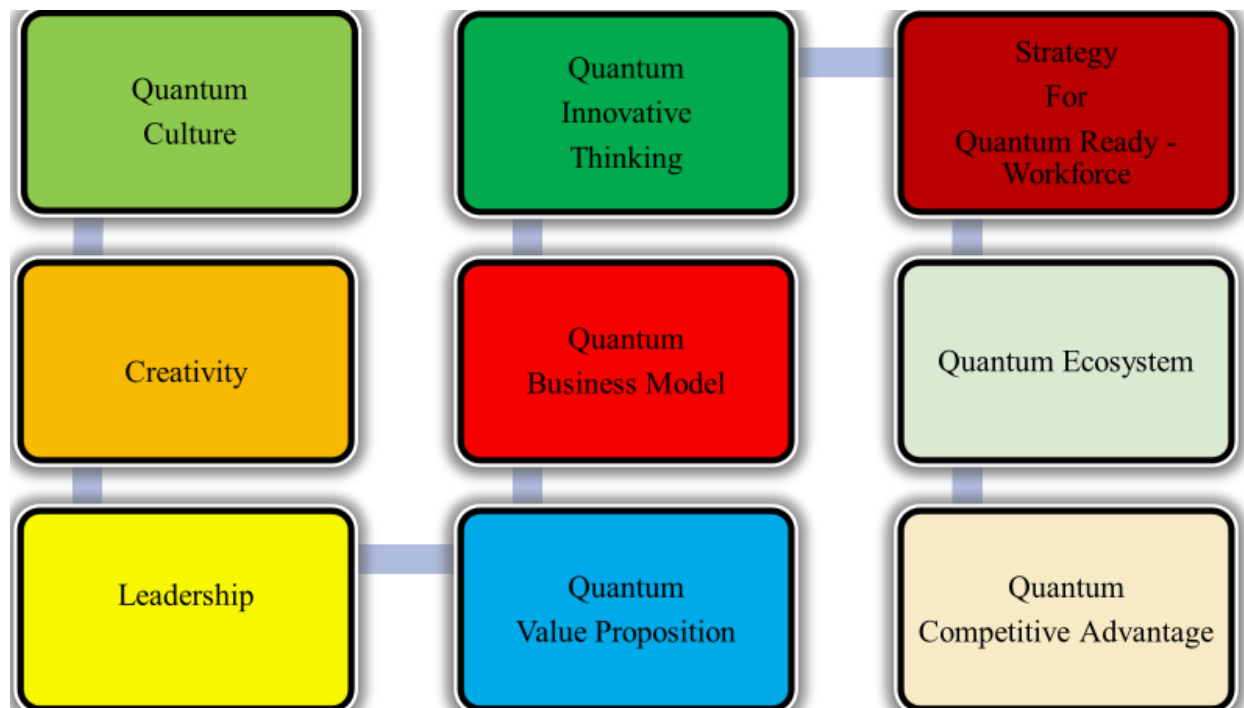 Quantum
Culture
Creativity
Leadership
Quantum
Value Proposition
Quantum
Business Model
Quantum
Innovative
Thinking
Strategy
For
Quantum Ready -
Workforce
Quantum Ecosystem
Quantum
Competitive Advantage